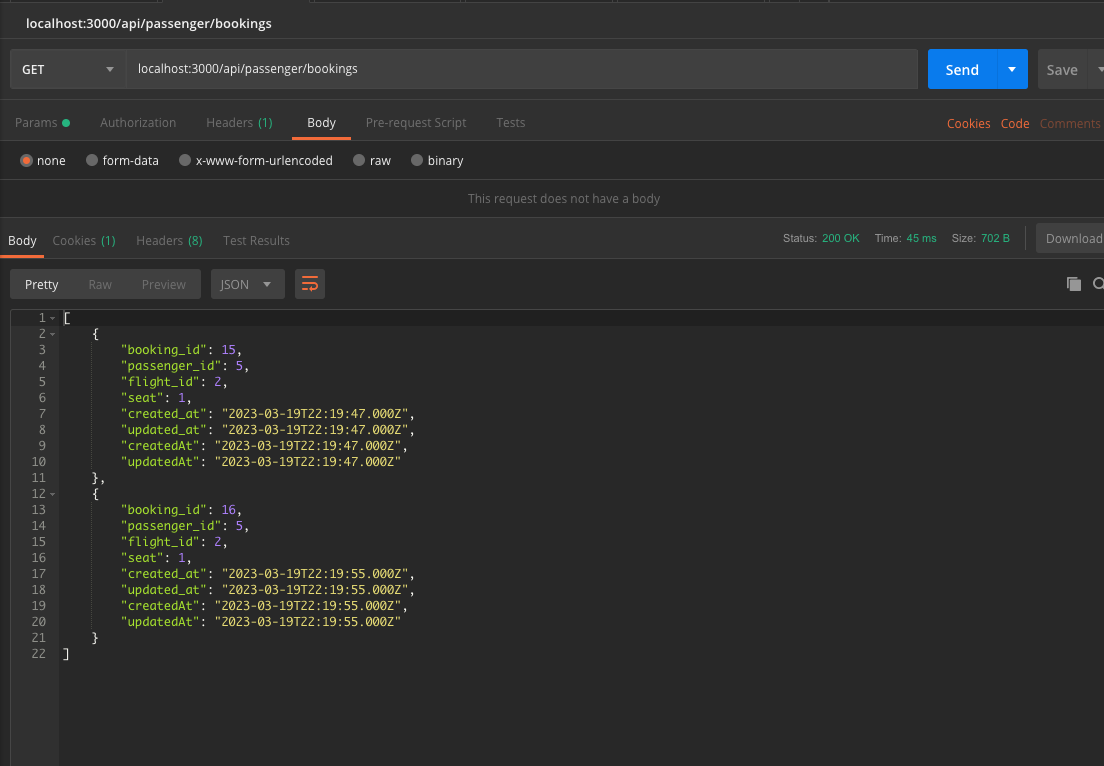 localhost:3000/api/passenger/bookings
GET localhost:3000/api/passenger/bookings Send Save
Params Authorization Headers (1) Body Pre-request Script Tests Cookies Code Comments
none form-data x-www-form-urlencoded raw binary
This request does not have a body
Body Cookies (1) Headers (8) Test Results Status: 200 OK Time: 45 ms Size: 702 B Download
Pretty Raw Preview JSON
1 [
2 {
3 "booking_id": 15,
4 "passenger_id": 5,
5 "flight_id": 2,
6 "seat": 1,
7 "created_at": "2023-03-19T22:19:47.000Z",
8 "updated_at": "2023-03-19T22:19:47.000Z",
9 "createdAt": "2023-03-19T22:19:47.000Z",
10 "updatedAt": "2023-03-19T22:19:47.000Z"
11 },
12 {
13 "booking_id": 16,
14 "passenger_id": 5,
15 "flight_id": 2,
16 "seat": 1,
17 "created_at": "2023-03-19T22:19:55.000Z",
18 "updated_at": "2023-03-19T22:19:55.000Z",
19 "createdAt": "2023-03-19T22:19:55.000Z",
20 "updatedAt": "2023-03-19T22:19:55.000Z"
21 }
22 ]